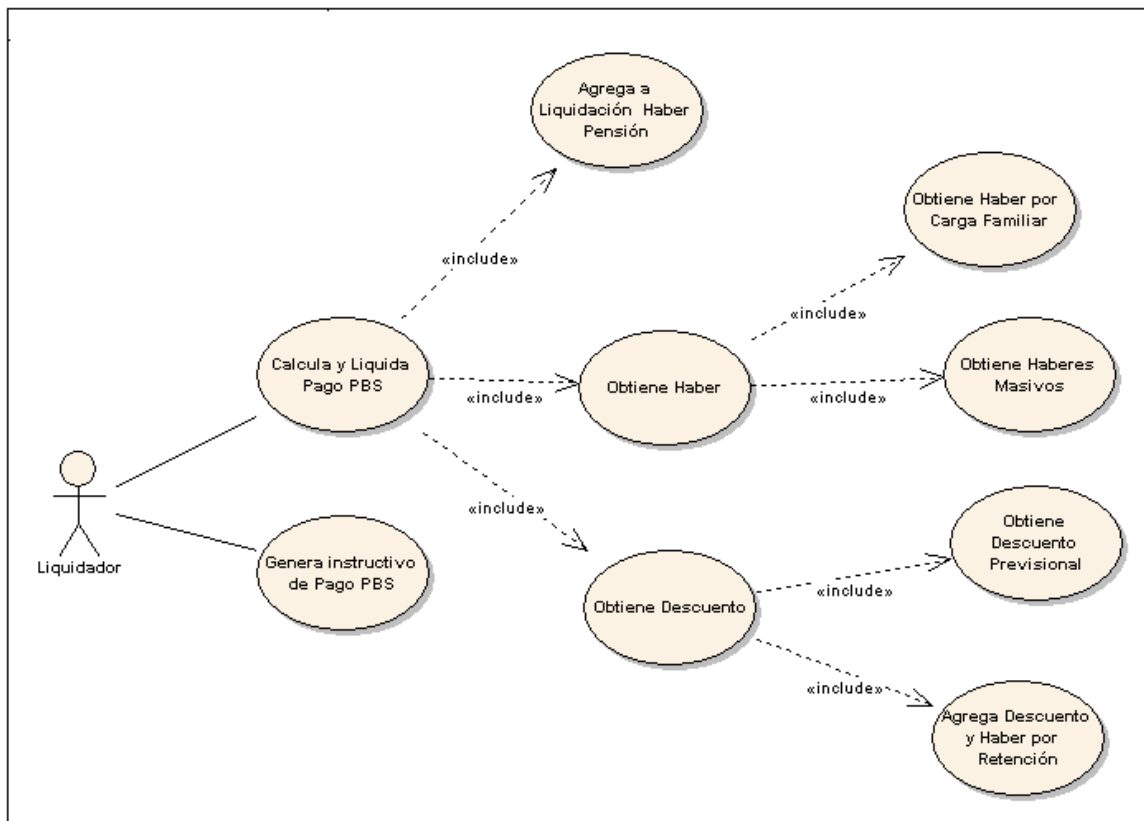 Agrega a
Liquidación Haber
Pensión
Obtiene Haber por
Carga Familiar
«include»
«include»
Calcula y Liquida
Pago PBS
«include»
Obtiene Haber
«include»
Obtiene Haberes
Masivos
«include»
Liquidador
Genera instructivo
de Pago PBS
Obtiene Descuento
«include»
Obtiene
Descuento
Previsional
«include»
Agrega Descuento
y Haber por
Retención